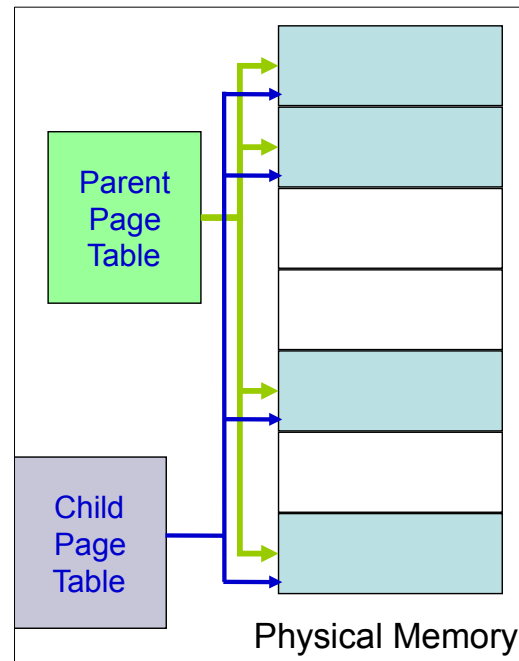 Parent
Page
Table
Child
Page
Table
Physical Memory